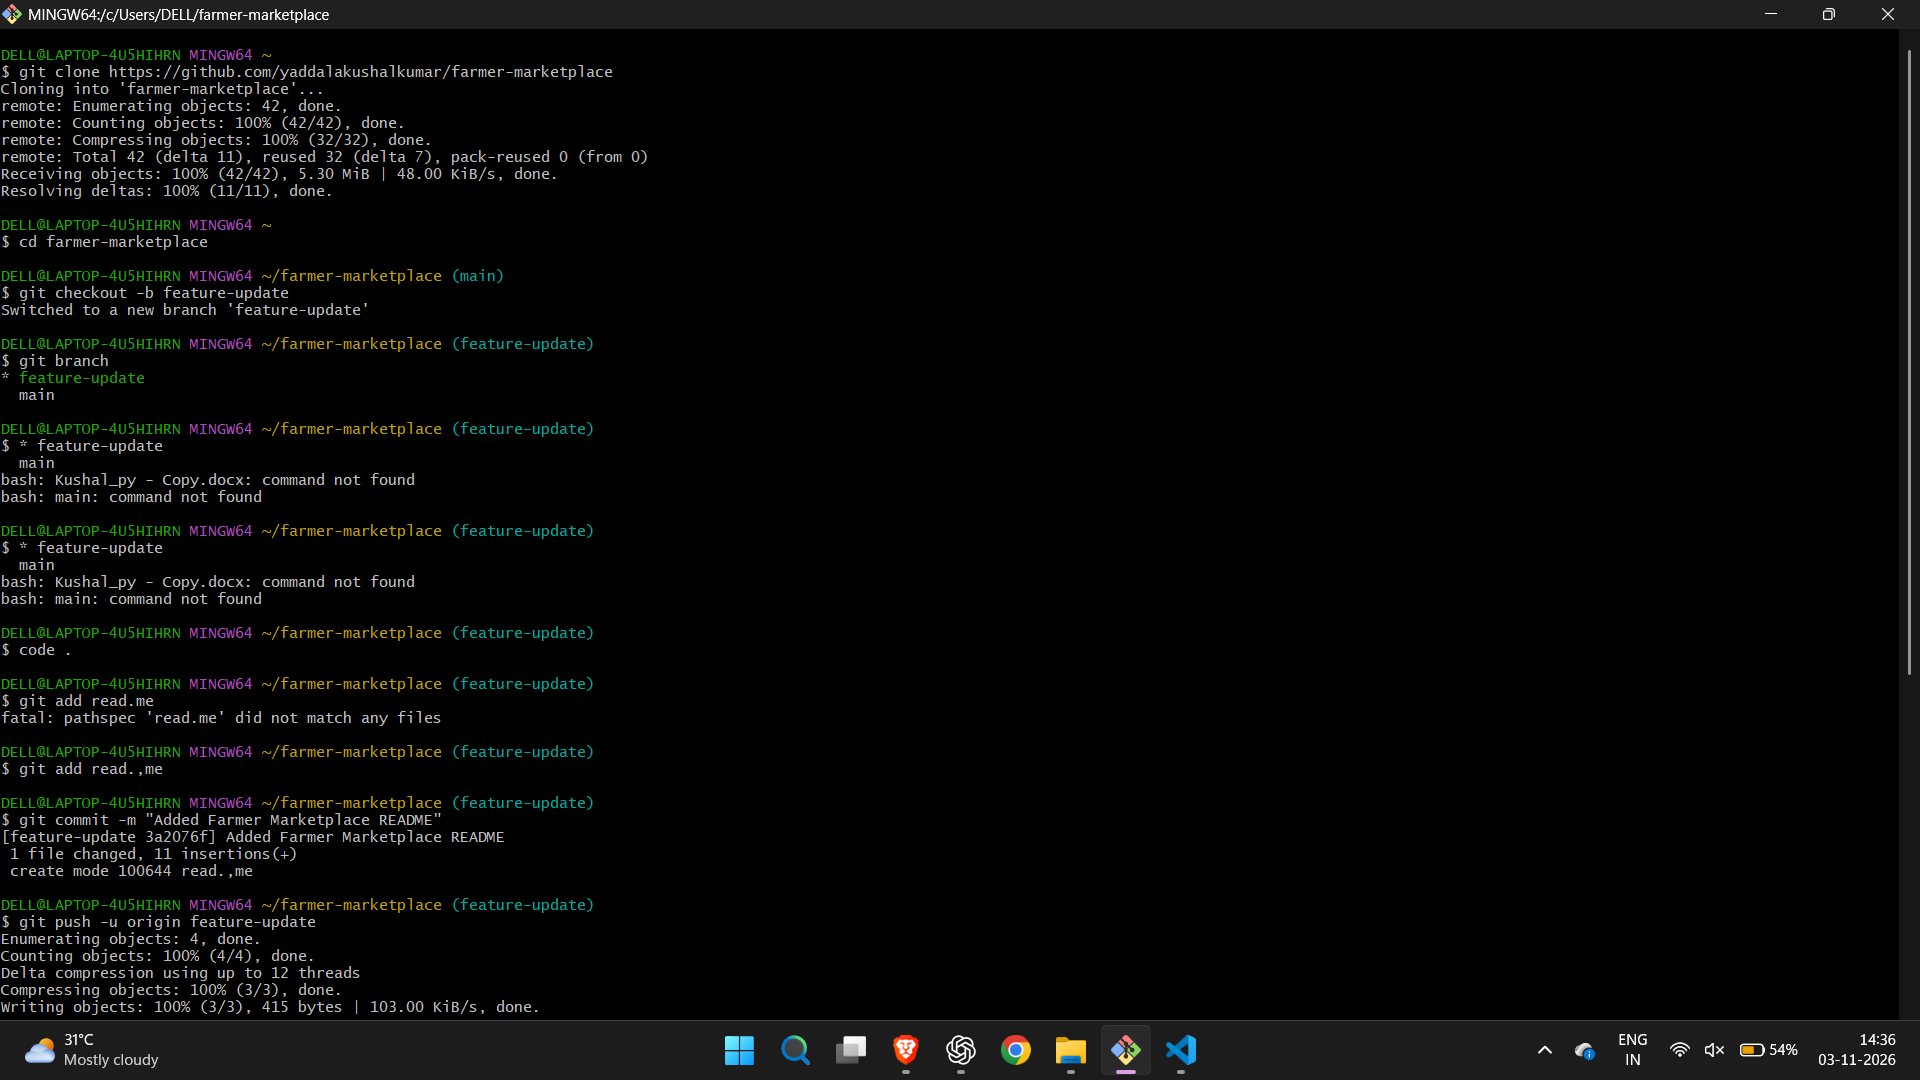 MINGW64:/c/Users/DELL/farmer-marketplace
DELL@LAPTOP-4U5HIHRN MINGW64 ~
$ git clone https://github.com/yaddalakushalkumar/farmer-marketplace
Cloning into 'farmer-marketplace'...
remote: Enumerating objects: 42, done.
remote: Counting objects: 100% (42/42), done.
remote: Compressing objects: 100% (32/32), done.
remote: Total 42 (delta 11), reused 32 (delta 7), pack-reused 0 (from 0)
Receiving objects: 100% (42/42), 5.30 MiB | 48.00 KiB/s, done.
Resolving deltas: 100% (11/11), done.
DELL@LAPTOP-4U5HIHRN MINGW64 ~
$ cd farmer-marketplace
DELL@LAPTOP-4U5HIHRN MINGW64 ~/farmer-marketplace (main)
$ git checkout -b feature-update
Switched to a new branch 'feature-update'
DELL@LAPTOP-4U5HIHRN MINGW64 ~/farmer-marketplace (feature-update)
$ git branch
* feature-update
  main
DELL@LAPTOP-4U5HIHRN MINGW64 ~/farmer-marketplace (feature-update)
$ * feature-update
  main
bash: Kushal_py - Copy.docx: command not found
bash: main: command not found
DELL@LAPTOP-4U5HIHRN MINGW64 ~/farmer-marketplace (feature-update)
$ * feature-update
  main
bash: Kushal_py - Copy.docx: command not found
bash: main: command not found
DELL@LAPTOP-4U5HIHRN MINGW64 ~/farmer-marketplace (feature-update)
$ code .
DELL@LAPTOP-4U5HIHRN MINGW64 ~/farmer-marketplace (feature-update)
$ git add read.me
fatal: pathspec 'read.me' did not match any files
DELL@LAPTOP-4U5HIHRN MINGW64 ~/farmer-marketplace (feature-update)
$ git add read.,me
DELL@LAPTOP-4U5HIHRN MINGW64 ~/farmer-marketplace (feature-update)
$ git commit -m "Added Farmer Marketplace README"
[feature-update 3a2076f] Added Farmer Marketplace README
 1 file changed, 11 insertions(+)
 create mode 100644 read.,me
DELL@LAPTOP-4U5HIHRN MINGW64 ~/farmer-marketplace (feature-update)
$ git push -u origin feature-update
Enumerating objects: 4, done.
Counting objects: 100% (4/4), done.
Delta compression using up to 12 threads
Compressing objects: 100% (3/3), done.
Writing objects: 100% (3/3), 415 bytes | 103.00 KiB/s, done.
31°C
Mostly cloudy
ENG
IN
54%
14:36
03-11-2026